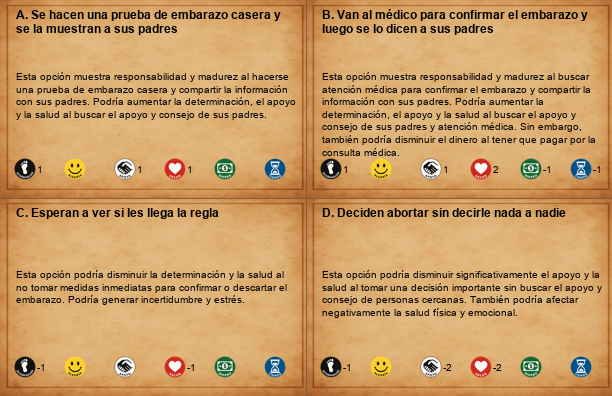 A. Se hacen una prueba de embarazo casera y
se la muestran a sus padres
Esta opción muestra responsabilidad y madurez al hacerse
una prueba de embarazo casera y compartir la información
con sus padres. Podría aumentar la determinación, el apoyo
y la salud al buscar el apoyo y consejo de sus padres.
1 1 1
B. Van al médico para confirmar el embarazo y
luego se lo dicen a sus padres
Esta opción muestra responsabilidad y madurez al buscar
atención médica para confirmar el embarazo y compartir la
información con sus padres. Podría aumentar la
determinación, el apoyo y la salud al buscar el apoyo y
consejo de sus padres y atención médica. Sin embargo,
también podría disminuir el dinero al tener que pagar por la
consulta médica.
1 1 2 -1 -1
C. Esperan a ver si les llega la regla
Esta opción podría disminuir la determinación y la salud al
no tomar medidas inmediatas para confirmar o descartar el
embarazo. Podría generar incertidumbre y estrés.
-1 -1
D. Deciden abortar sin decirle nada a nadie
Esta opción podría disminuir significativamente el apoyo y la
salud al tomar una decisión importante sin buscar el apoyo y
consejo de personas cercanas. También podría afectar
negativamente la salud física y emocional.
-1 -2 -2